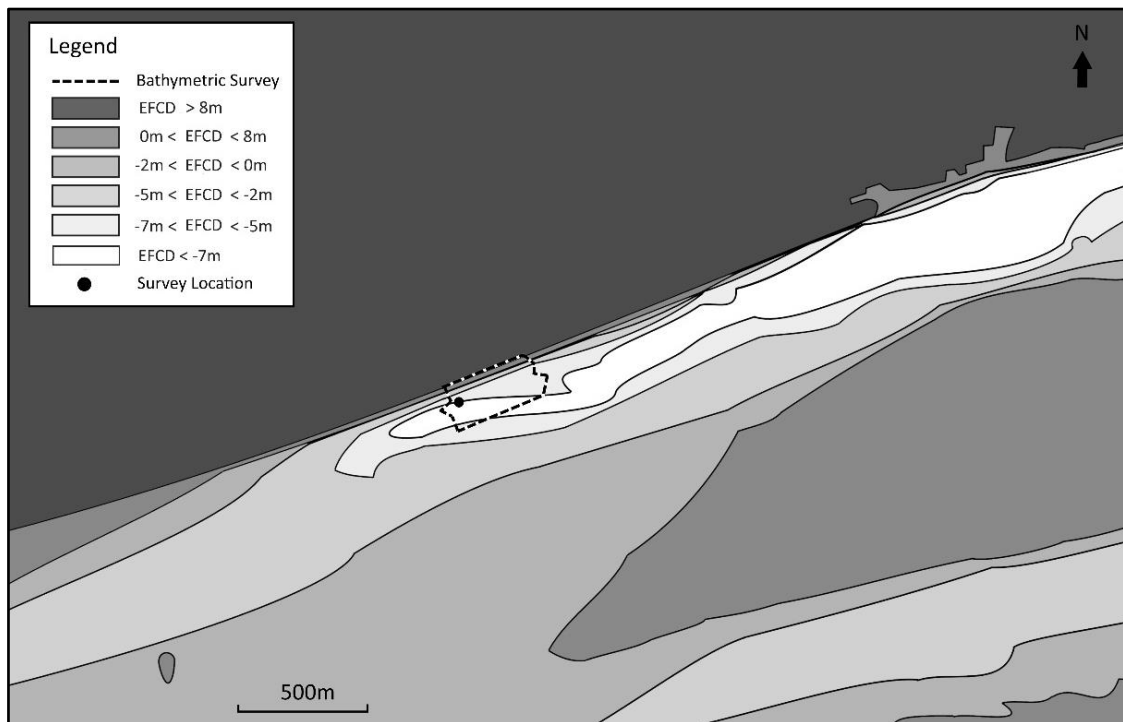 Legend
Bathymetric Survey
EFCD > 8m
0m < EFCD < 8m
-2m < EFCD < 0m
-5m < EFCD < -2m
-7m < EFCD < -5m
EFCD < -7m
Survey Location
N
500m